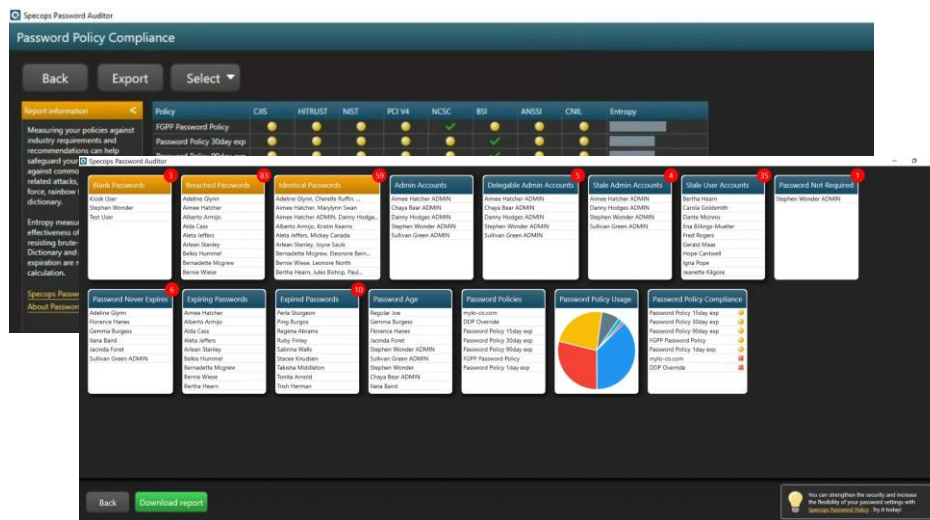 Specops Password Auditor
Password Policy Compliance
Back Export Select
Report information <
Measuring your policies against
industry requirements and
recommendations can help
safeguard your
against commo
related attacks,
force, rainbow t
dictionary.
Entropy measu
effectiveness of
resisting brute-
Dictionary and
expiration are n
calculation.
Specops Passw
About Passwor
Policy CJIS HITRUST NIST PCI V4 NCSC BSI ANSSI CNIL Entropy
FGPP Password Policy
Password Policy 30day exp
Password Policy 90day exp
Specops Password Auditor
Blank Passwords 3
Kiosk User
Stephen Wonder
Test User
Breached Passwords 83
Adeline Glynn
Aimee Hatcher
Alberto Armijo
Alda Cass
Aleta Jeffers
Arlean Stanley
Belkis Hummel
Bernadette Mcgrew
Bernie Wiese
Identical Passwords 59
Adeline Glynn, Cherelle Ruffin, ...
Aimee Hatcher, Marylynn Swan
Aimee Hatcher ADMIN, Danny Hodge...
Alberto Armijo, Kristin Kearns
Aleta Jeffers, Mickey Canada
Arlean Stanley, Joyce Sauls
Bernadette Mcgrew, Eleonore Bern...
Bernie Wiese, Leonore North
Bertha Hearn, Jules Bishop, Paul...
Admin Accounts
Aimee Hatcher ADMIN
Chaya Bear ADMIN
Danny Hodges ADMIN
Stephen Wonder ADMIN
Sullivan Green ADMIN
Delegable Admin Accounts 5
Aimee Hatcher ADMIN
Chaya Bear ADMIN
Danny Hodges ADMIN
Stephen Wonder ADMIN
Sullivan Green ADMIN
Stale Admin Accounts 4
Aimee Hatcher ADMIN
Danny Hodges ADMIN
Stephen Wonder ADMIN
Sullivan Green ADMIN
Stale User Accounts 35
Bertha Hearn
Carola Goldsmith
Dante Mcinnis
Ena Billings-Mueller
Fred Rogers
Gerald Maas
Hope Cantwell
Igna Pope
Jeanette Kilgore
Password Not Required 1
Stephen Wonder ADMIN
Password Never Expires 6
Adeline Glynn
Florence Hanes
Gemma Burgess
Ilana Baird
Jacinda Foret
Sullivan Green ADMIN
Expiring Passwords
Aimee Hatcher
Alberto Armijo
Alda Cass
Aleta Jeffers
Arlean Stanley
Belkis Hummel
Bernadette Mcgrew
Bernie Wiese
Bertha Hearn
Expired Passwords 10
Perla Sturgeon
Ping Burgos
Regena Abrams
Ruby Finley
Sabrina Walls
Stacee Knudsen
Takisha Middleton
Tonita Arnold
Trish Herman
Password Age
Regular Joe
Gemma Burgess
Florence Hanes
Jacinda Foret
Stephen Wonder ADMIN
Sullivan Green ADMIN
Stephen Wonder
Chaya Bear ADMIN
Ilana Baird
Password Policies
mylo-co.com
DDP Override
Password Policy 15day exp
Password Policy 30day exp
Password Policy 90day exp
FGPP Password Policy
Password Policy 1day exp
Password Policy Usage
Password Policy Compliance
Password Policy 15day exp
Password Policy 30day exp
Password Policy 90day exp
FGPP Password Policy
Password Policy 1day exp
mylo-co.com
DDP Override
Back Download report
You can strengthen the security and increase
the flexibility of your password settings with
Specops Password Policy. Try it today!